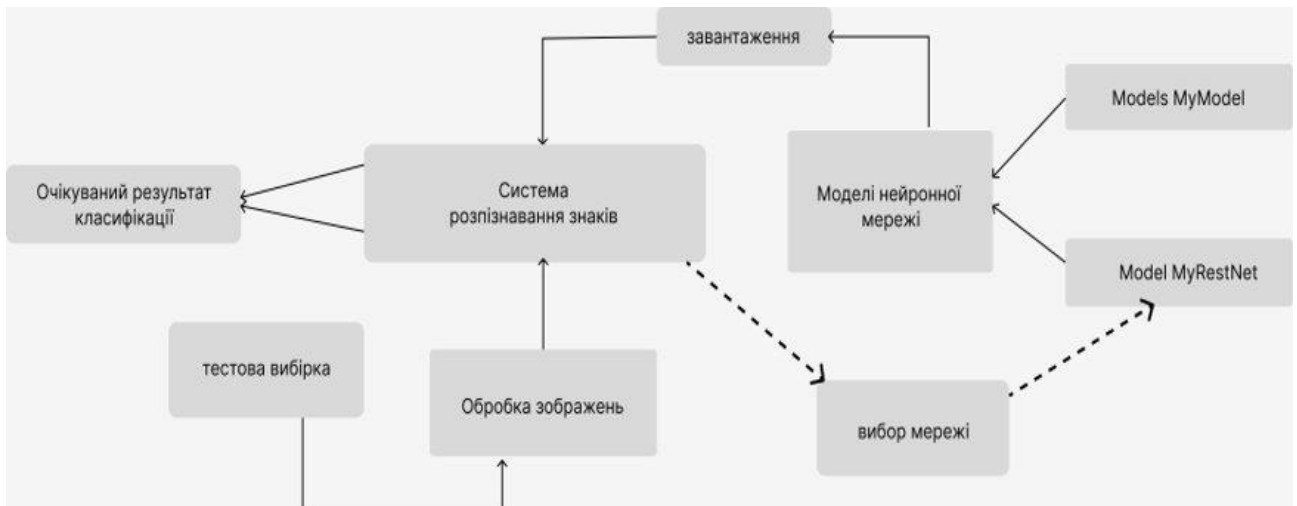 завантаження
Models MyModel
Очікуваний результат
класифікації
Система
розпізнавання знаків
Моделі нейронної
мережі
Model MyRestNet
тестова вибірка
Обробка зображень
вибор мережі